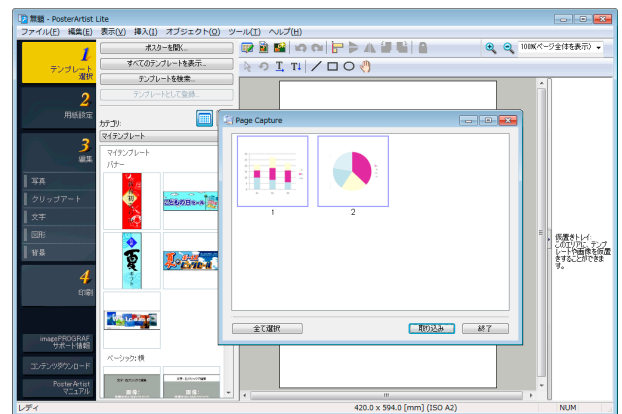 無題 - PosterArtist Lite
ファイル(F) 編集(E) 表示(V) 挿入(I) オブジェクト(O) ツール(T) ヘルプ(H)
1
テンプレート
選択
2
用紙設定
3
編集
写真
クリップアート
文字
図形
背景
4
印刷
imagePROGRAF
サポート情報
コンテンツダウンロード
PosterArtist
マニュアル
ポスターを開く...
すべてのテンプレートを表示...
テンプレートを検索...
テンプレートとして登録...
カテゴリ:
マイテンプレート
マイテンプレート
バナー
初
こどもの日セール
夏
ベーシック: 横
100%(ページ全体を表示)
Page Capture
1
2
全て選択
取り込み
終了
仮置きトレイ:
このエリアに、テンプ
レートや画像を仮置
きすることができま
す。
レディ
420.0 x 594.0 [mm] (ISO A2)
NUM